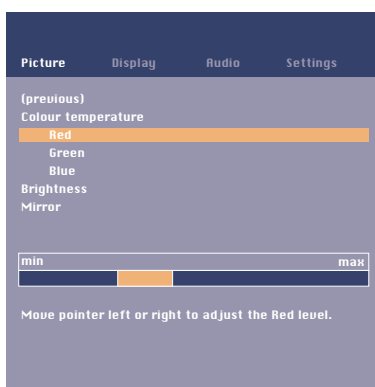 Picture Display Audio Settings
(previous)
Colour temperature
Red
Green
Blue
Brightness
Mirror
min max
Move pointer left or right to adjust the Red level.